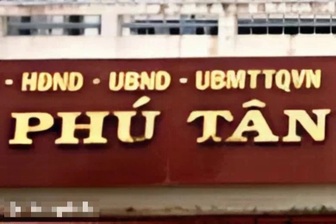 - HĐND - UBND - UBMTTQVN
PHÚ TÂN